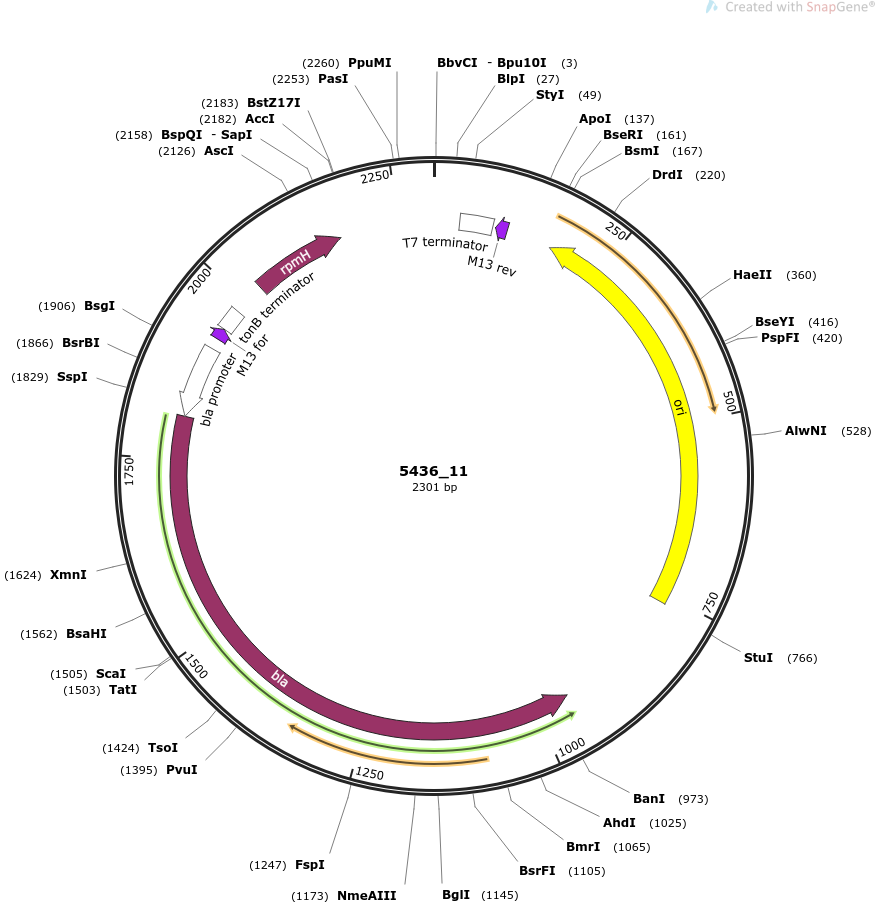 Created with SnapGene®
(2260) PpuMI
(2253) PasI
(2183) BstZ17I
(2182) AccI
(2158) BspQI - SapI
(2126) AscI
BbvCI - Bpu10I (3)
BlpI (27)
StyI (49)
ApoI (137)
BseRI (161)
BsmI (167)
DrdI (220)
HaeII (360)
BseYI (416)
PspFI (420)
AlwNI (528)
StuI (766)
BanI (973)
AhdI (1025)
BmrI (1065)
BsrFI (1105)
BglI (1145)
(1173) NmeAIII
(1247) FspI
(1395) PvuI
(1424) TsoI
(1503) TatI
(1505) ScaI
(1562) BsaHI
(1624) XmnI
(1829) SspI
(1866) BsrBI
(1906) BsgI
250
500
750
1000
1250
1500
1750
2000
2250
T7 terminator
M13 rev
ori
bla
bla promoter
M13 for
tonB terminator
rpmH
5436_11
2301 bp